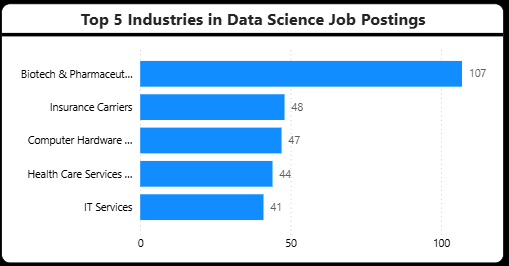 Top 5 Industries in Data Science Job Postings
Biotech & Pharmaceut... 107
Insurance Carriers 48
Computer Hardware ... 47
Health Care Services ... 44
IT Services 41
0 50 100